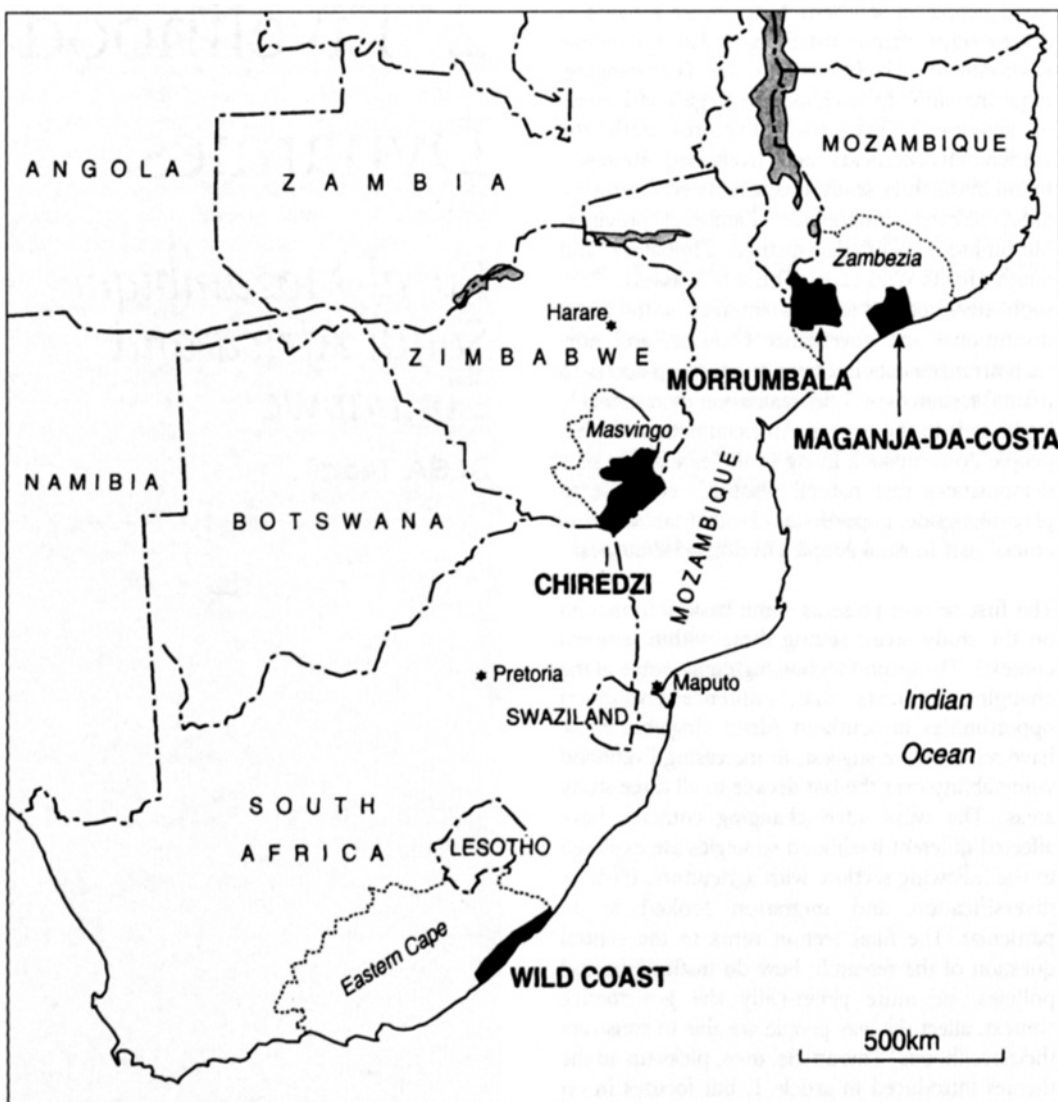 MOZAMBIQUE
ANGOLA
ZAMBIA
Zambezia
Harare
ZIMBABWE
MORRUMBALA
Masvingo
MAGANJA-DA-COSTA
NAMIBIA
BOTSWANA
MOZAMBIQUE
CHIREDZI
Pretoria
Maputo
Indian
Ocean
SWAZILAND
SOUTH
AFRICA
LESOTHO
Eastern Cape
WILD COAST
500km